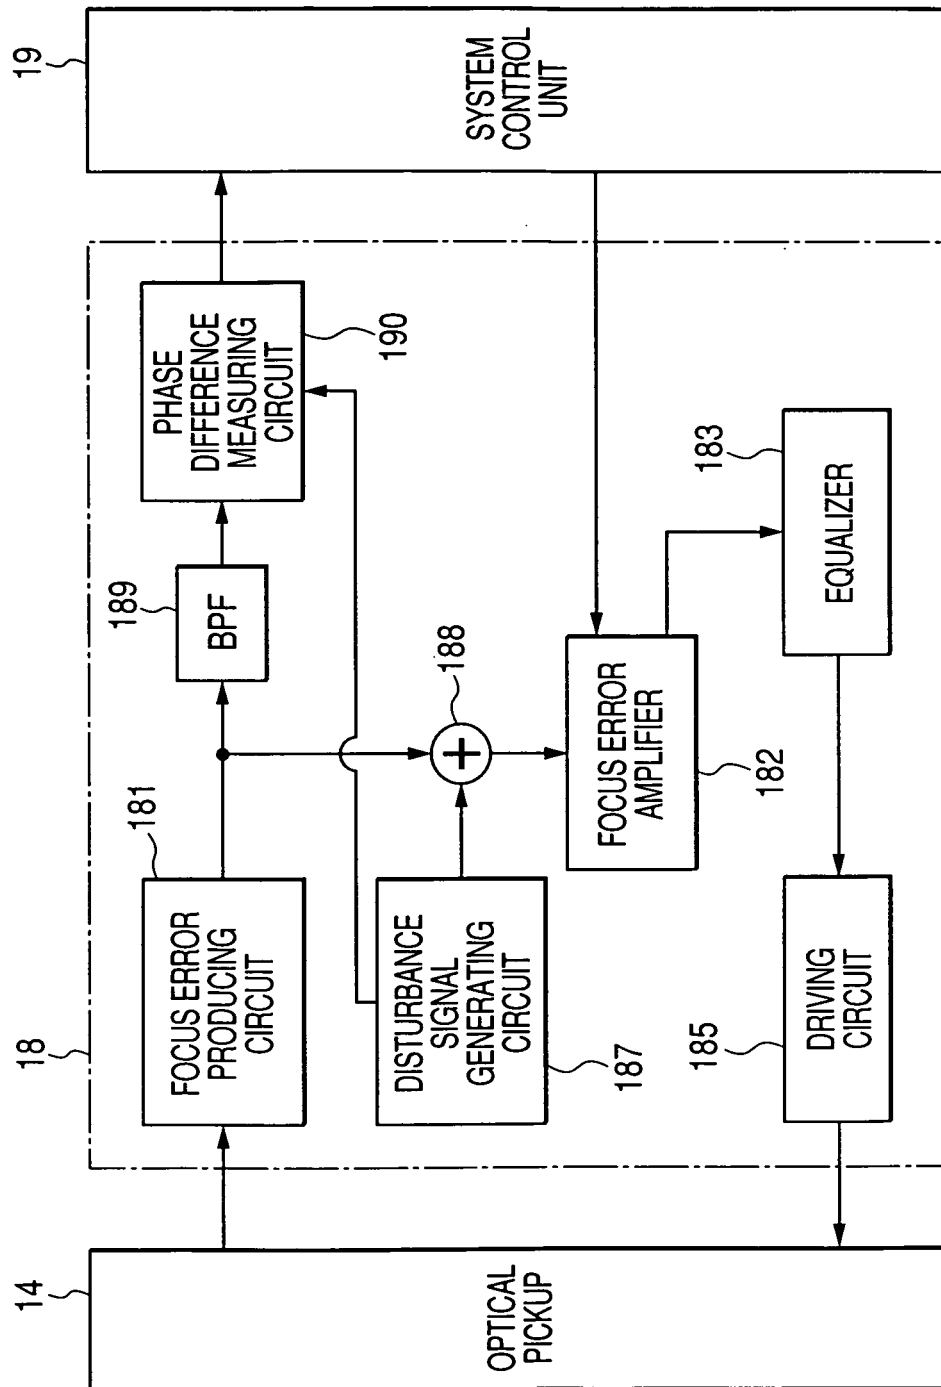 14
OPTICAL
PICKUP
18
181
FOCUS ERROR
PRODUCING
CIRCUIT
189
BPF
PHASE
DIFFERENCE
MEASURING
CIRCUIT
190
19
SYSTEM
CONTROL
UNIT
DISTURBANCE
SIGNAL
GENERATING
CIRCUIT
187
+
188
FOCUS ERROR
AMPLIFIER
182
183
EQUALIZER
185
DRIVING
CIRCUIT